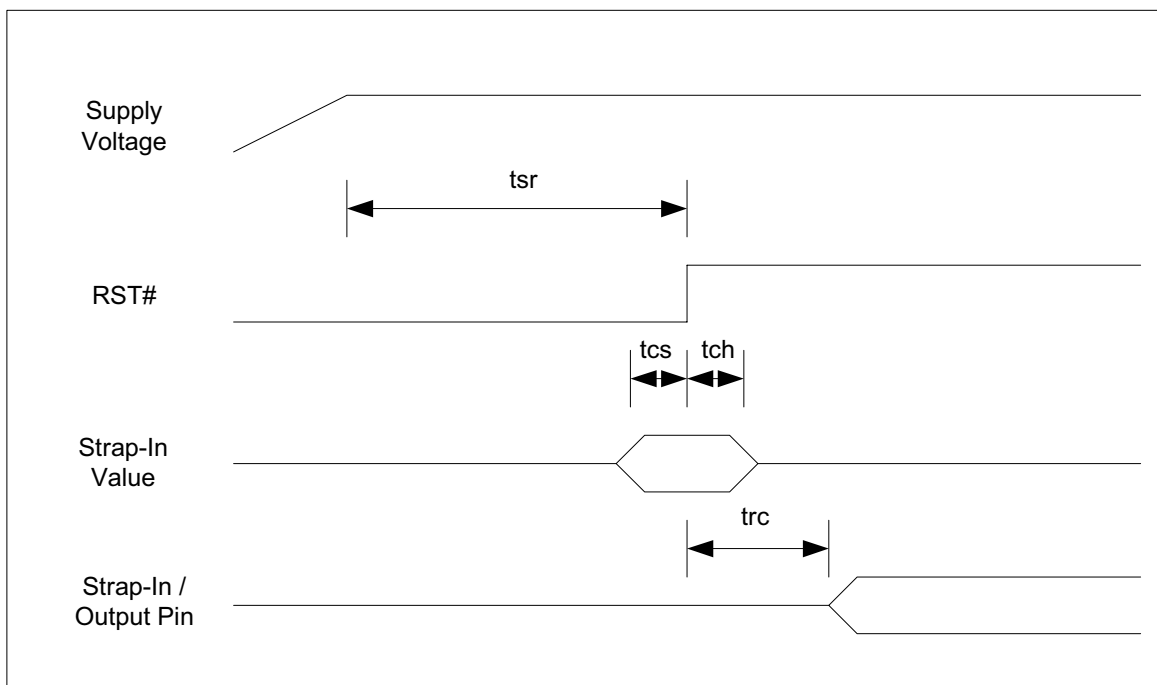 Supply
Voltage
tsr
RST#
tcs
tch
Strap-In
Value
trc
Strap-In /
Output Pin